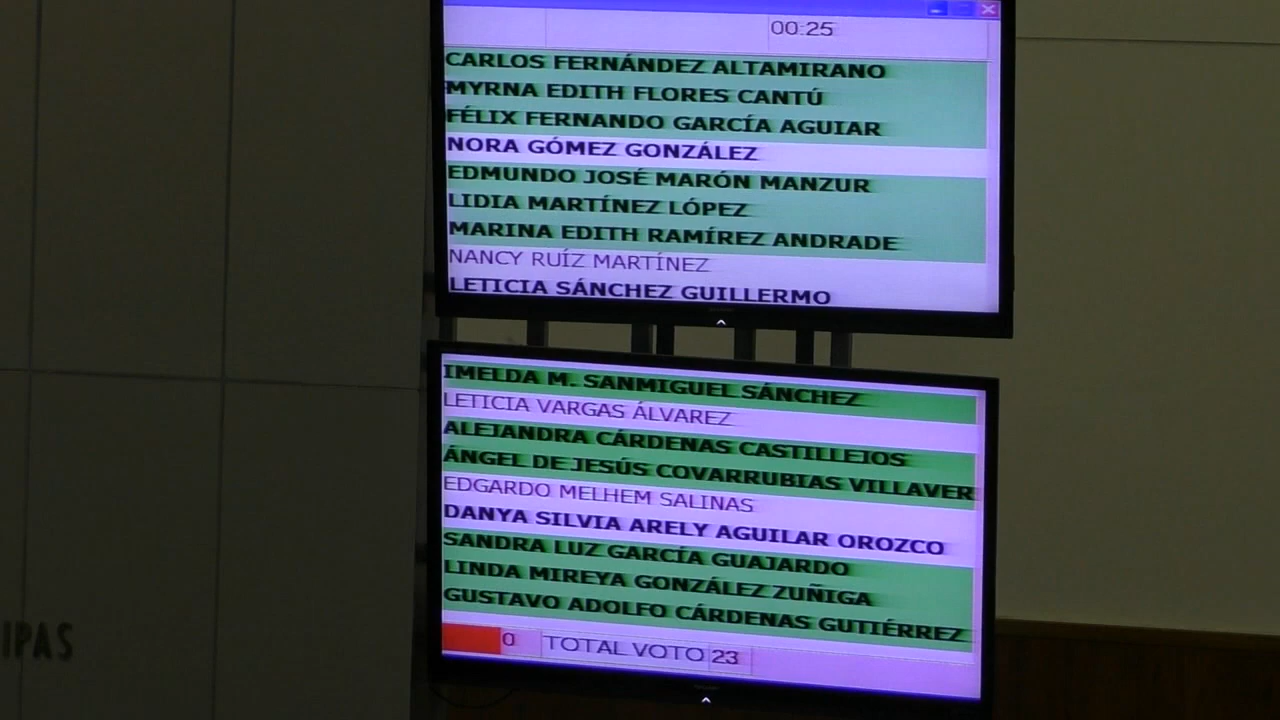 00:25
CARLOS FERNÁNDEZ ALTAMIRANO
MYRNA EDITH FLORES CANTÚ
FÉLIX FERNANDO GARCÍA AGUIAR
NORA GÓMEZ GONZÁLEZ
EDMUNDO JOSÉ MARÓN MANZUR
LIDIA MARTÍNEZ LÓPEZ
MARINA EDITH RAMÍREZ ANDRADE
NANCY RUÍZ MARTÍNEZ
LETICIA SÁNCHEZ GUILLERMO
IMELDA M. SANMIGUEL SÁNCHEZ
LETICIA VARGAS ÁLVAREZ
ALEJANDRA CÁRDENAS CASTILLEJOS
ÁNGEL DE JESÚS COVARRUBIAS VILLAVER
EDGARDO MELHEM SALINAS
DANYA SILVIA ARELY AGUILAR OROZCO
SANDRA LUZ GARCÍA GUAJARDO
LINDA MIREYA GONZÁLEZ ZUÑIGA
GUSTAVO ADOLFO CÁRDENAS GUTIÉRREZ
0 TOTAL VOTO 23
IPAS